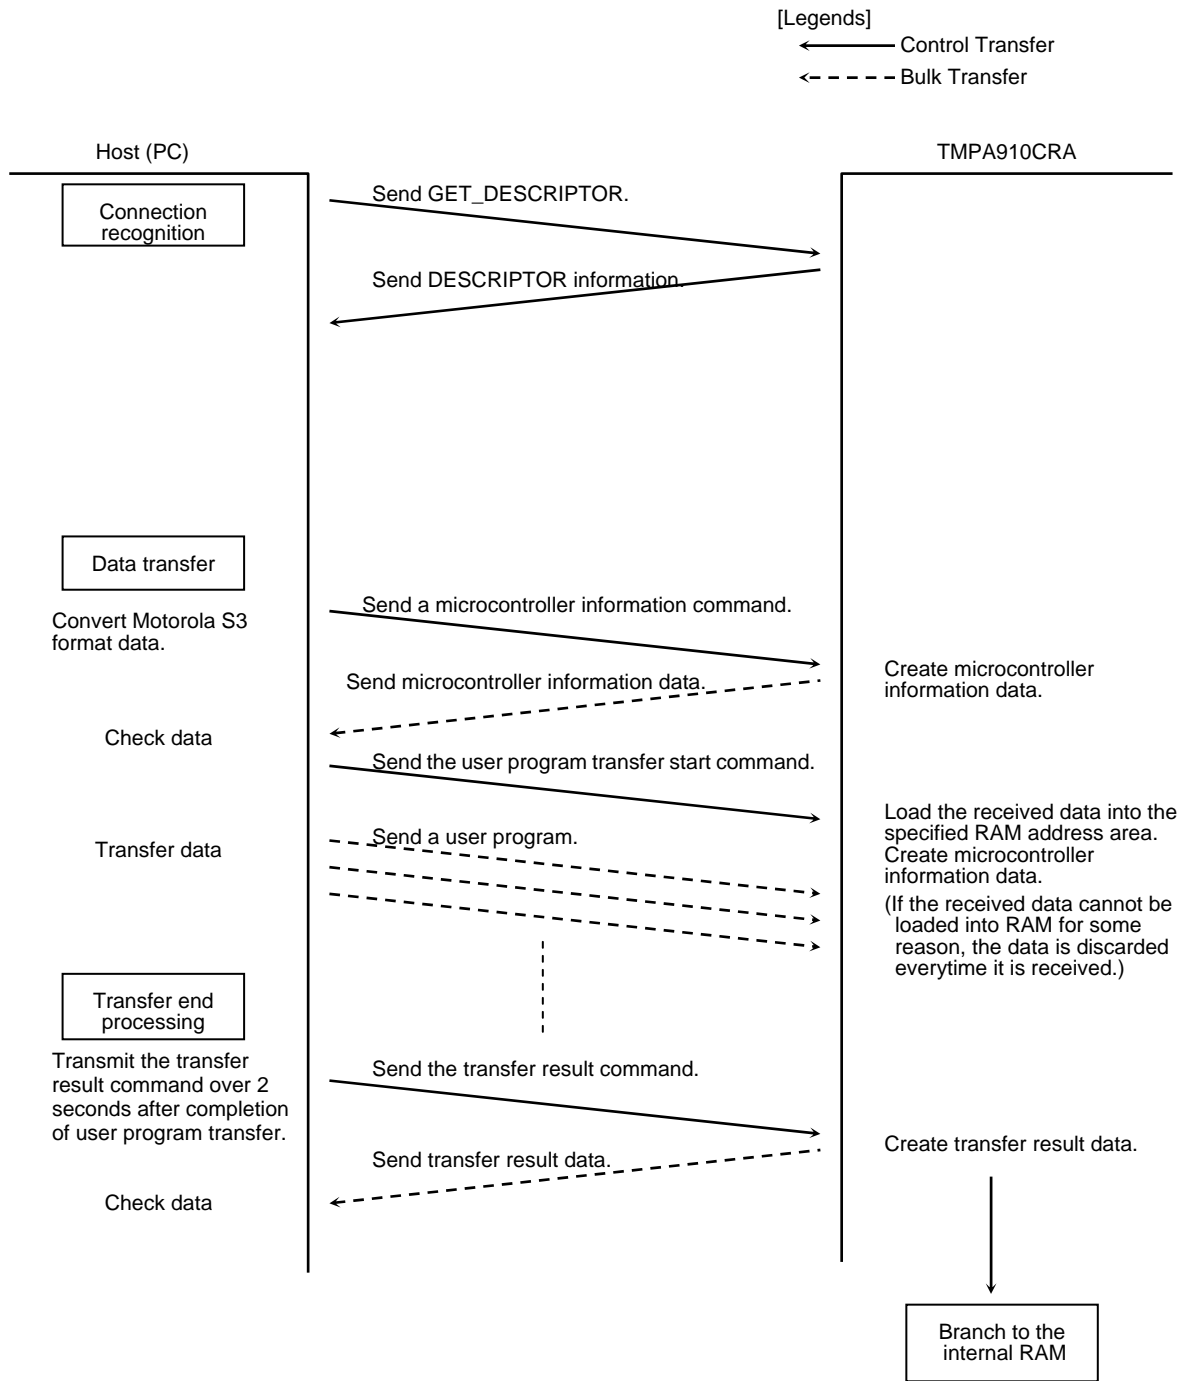 [Legends]
Control Transfer
Bulk Transfer
Host (PC)
TMPA910CRA
Connection
recognition
Send GET_DESCRIPTOR.
Send DESCRIPTOR information.
Data transfer
Convert Motorola S3
format data.
Send a microcontroller information command.
Create microcontroller
information data.
Send microcontroller information data.
Check data
Send the user program transfer start command.
Load the received data into the
specified RAM address area.
Create microcontroller
information data.
(If the received data cannot be
loaded into RAM for some
reason, the data is discarded
everytime it is received.)
Send a user program.
Transfer data
Transfer end
processing
Transmit the transfer
result command over 2
seconds after completion
of user program transfer.
Send the transfer result command.
Create transfer result data.
Send transfer result data.
Check data
Branch to the
internal RAM